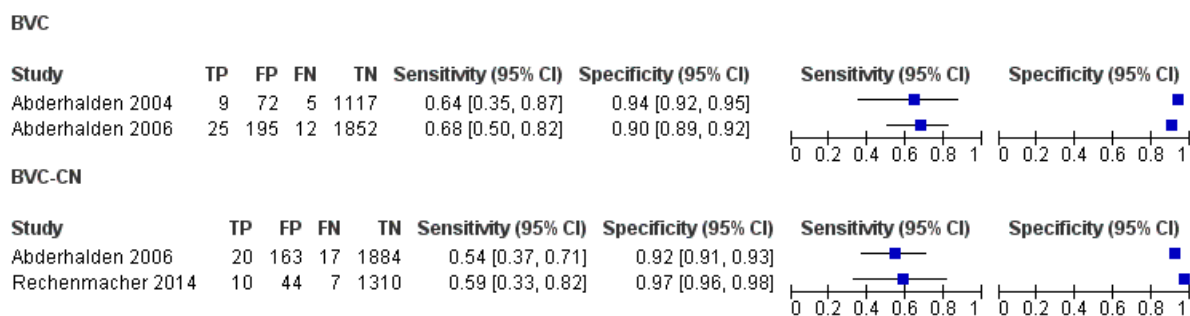 BVC
Study TP FP FN TN Sensitivity (95% CI) Specificity (95% CI) Sensitivity (95% CI) Specificity (95% CI)
Abderhalden 2004 9 72 5 1117 0.64 [0.35, 0.87] 0.94 [0.92, 0.95]
Abderhalden 2006 25 195 12 1852 0.68 [0.50, 0.82] 0.90 [0.89, 0.92]
0 0.2 0.4 0.6 0.8 1 0 0.2 0.4 0.6 0.8 1
BVC-CN
Study TP FP FN TN Sensitivity (95% CI) Specificity (95% CI) Sensitivity (95% CI) Specificity (95% CI)
Abderhalden 2006 20 163 17 1884 0.54 [0.37, 0.71] 0.92 [0.91, 0.93]
Rechenmacher 2014 10 44 7 1310 0.59 [0.33, 0.82] 0.97 [0.96, 0.98]
0 0.2 0.4 0.6 0.8 1 0 0.2 0.4 0.6 0.8 1